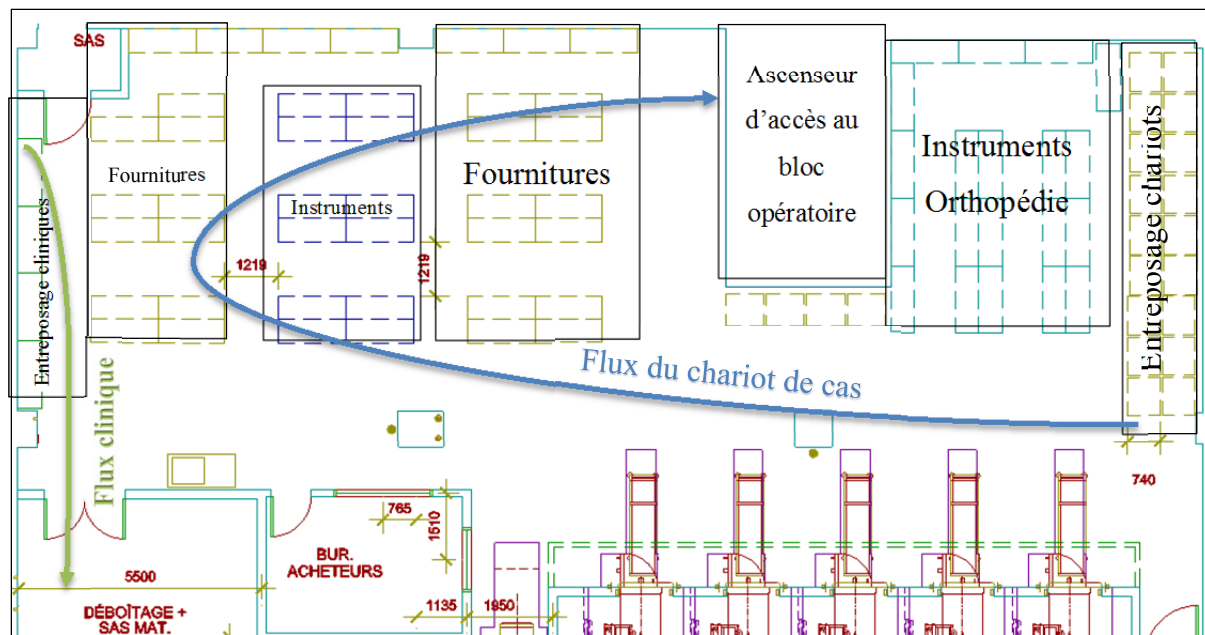 SAS
Fournitures
Instruments
Fournitures
Ascenseur
d’accès au
bloc
opératoire
Instruments
Orthopédie
Entreposage chariots
Entreposage cliniques
1219
1219
Flux du chariot de cas
Flux clinique
740
765
1510
BUR.
ACHETEURS
5500
1135
1950
DÉBOÎTAGE +
SAS MAT.